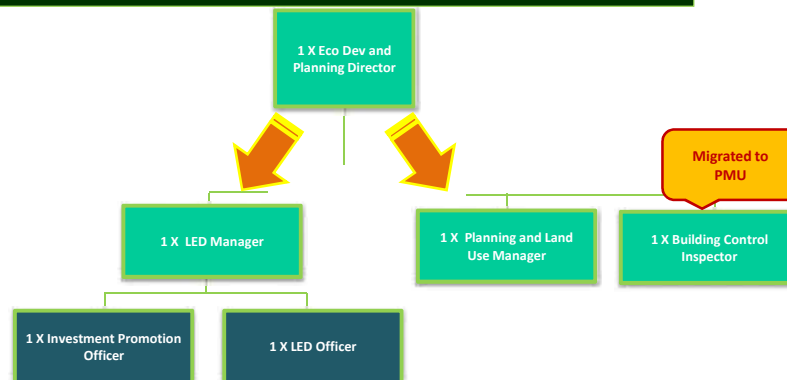 1 X Eco Dev and
Planning Director
Migrated to
PMU
1 X  LED Manager
1 X  Planning and Land
Use Manager
1 X Building Control
Inspector
1 X Investment Promotion
Officer
1 X LED Officer